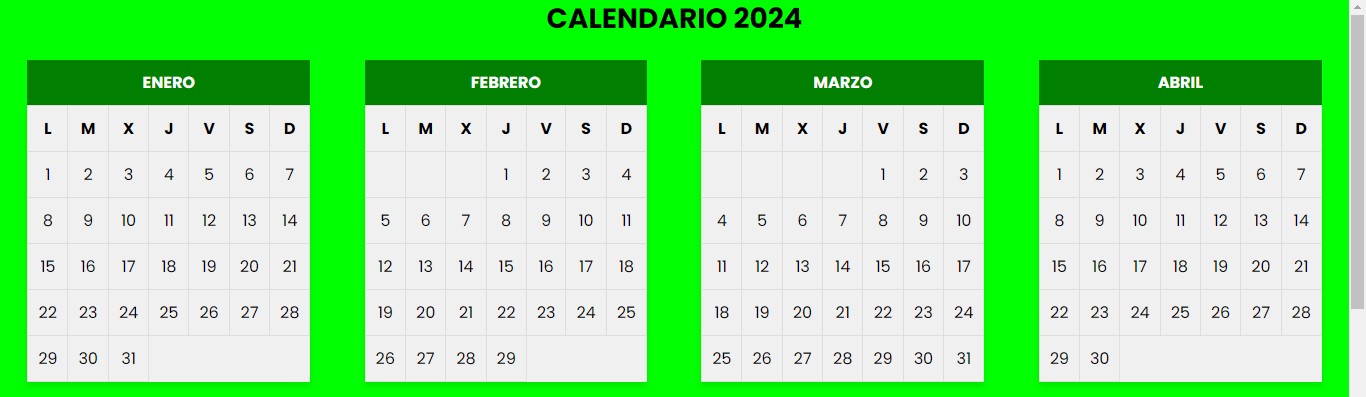 CALENDARIO 2024
ENERO
L M X J V S D
1 2 3 4 5 6 7
8 9 10 11 12 13 14
15 16 17 18 19 20 21
22 23 24 25 26 27 28
29 30 31
FEBRERO
L M X J V S D
1 2 3 4
5 6 7 8 9 10 11
12 13 14 15 16 17 18
19 20 21 22 23 24 25
26 27 28 29
MARZO
L M X J V S D
1 2 3
4 5 6 7 8 9 10
11 12 13 14 15 16 17
18 19 20 21 22 23 24
25 26 27 28 29 30 31
ABRIL
L M X J V S D
1 2 3 4 5 6 7
8 9 10 11 12 13 14
15 16 17 18 19 20 21
22 23 24 25 26 27 28
29 30